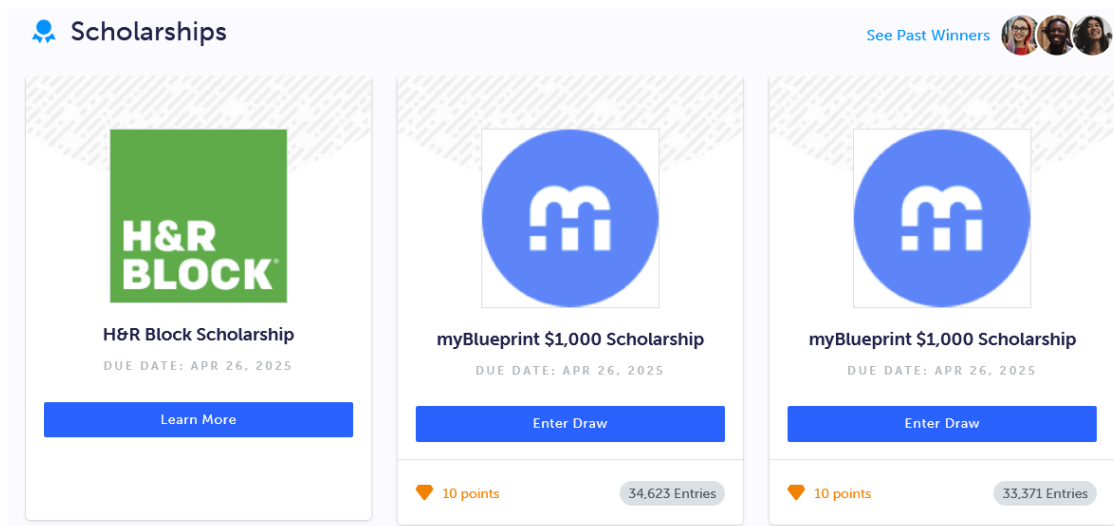 Scholarships
See Past Winners
H&R
BLOCK®
H&R Block Scholarship
DUE DATE: APR 26, 2025
Learn More
myBlueprint $1,000 Scholarship
DUE DATE: APR 26, 2025
Enter Draw
10 points
34,623 Entries
myBlueprint $1,000 Scholarship
DUE DATE: APR 26, 2025
Enter Draw
10 points
33,371 Entries